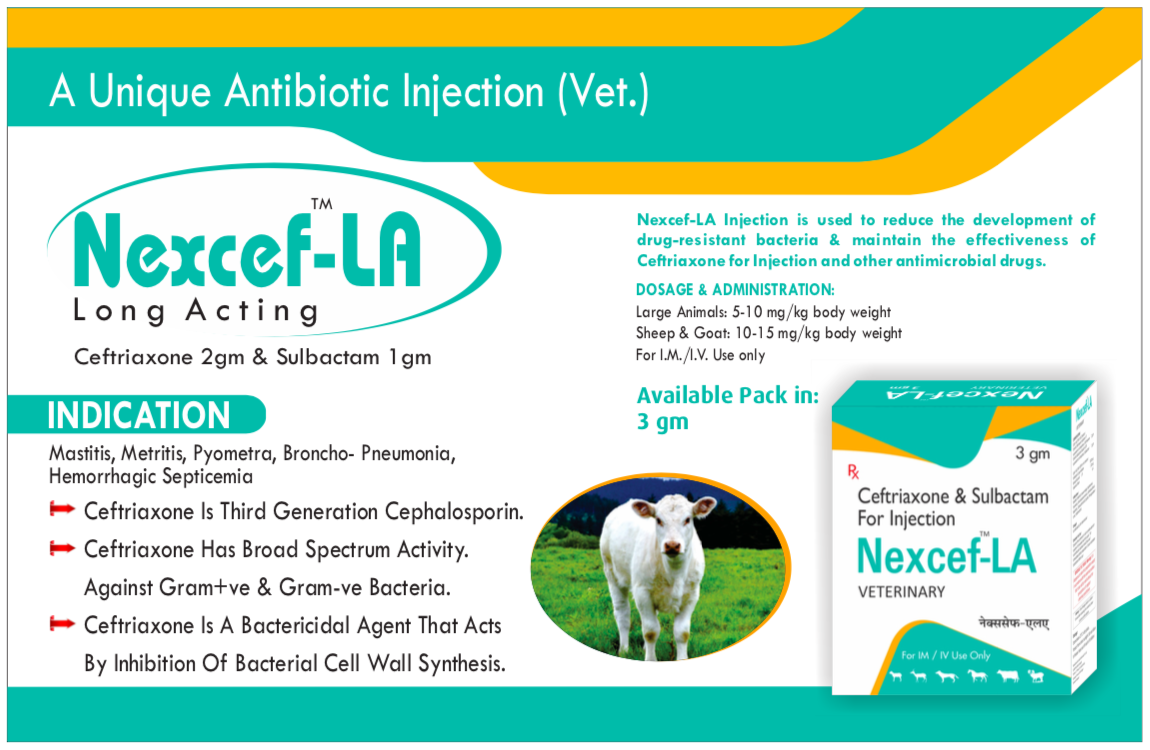 A Unique Antibiotic Injection (Vet.)
Nexcef-LA™
Long Acting
Ceftriaxone 2gm & Sulbactam 1gm
INDICATION
Mastitis, Metritis, Pyometra, Broncho- Pneumonia,
Hemorrhagic Septicemia
Ceftriaxone Is Third Generation Cephalosporin.
Ceftriaxone Has Broad Spectrum Activity.
Against Gram+ve & Gram-ve Bacteria.
Ceftriaxone Is A Bactericidal Agent That Acts
By Inhibition Of Bacterial Cell Wall Synthesis.
Nexcef-LA Injection is used to reduce the development of
drug-resistant bacteria & maintain the effectiveness of
Ceftriaxone for Injection and other antimicrobial drugs.
DOSAGE & ADMINISTRATION:
Large Animals: 5-10 mg/kg body weight
Sheep & Goat: 10-15 mg/kg body weight
For I.M./I.V. Use only
Available Pack in:
3 gm
Nexcef-LA
VETERINARY
3 gm
3 gm
Rx
Ceftriaxone & Sulbactam
For Injection
Nexcef-LA™
VETERINARY
नेक्ससेफ-एलए
For IM / IV Use Only
Nexcef-LA